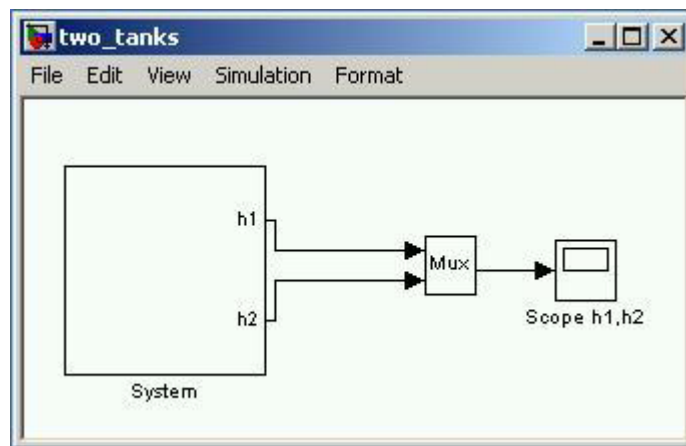 two_tanks
File Edit View Simulation Format
h1
Mux
h2
Scope h1,h2
System